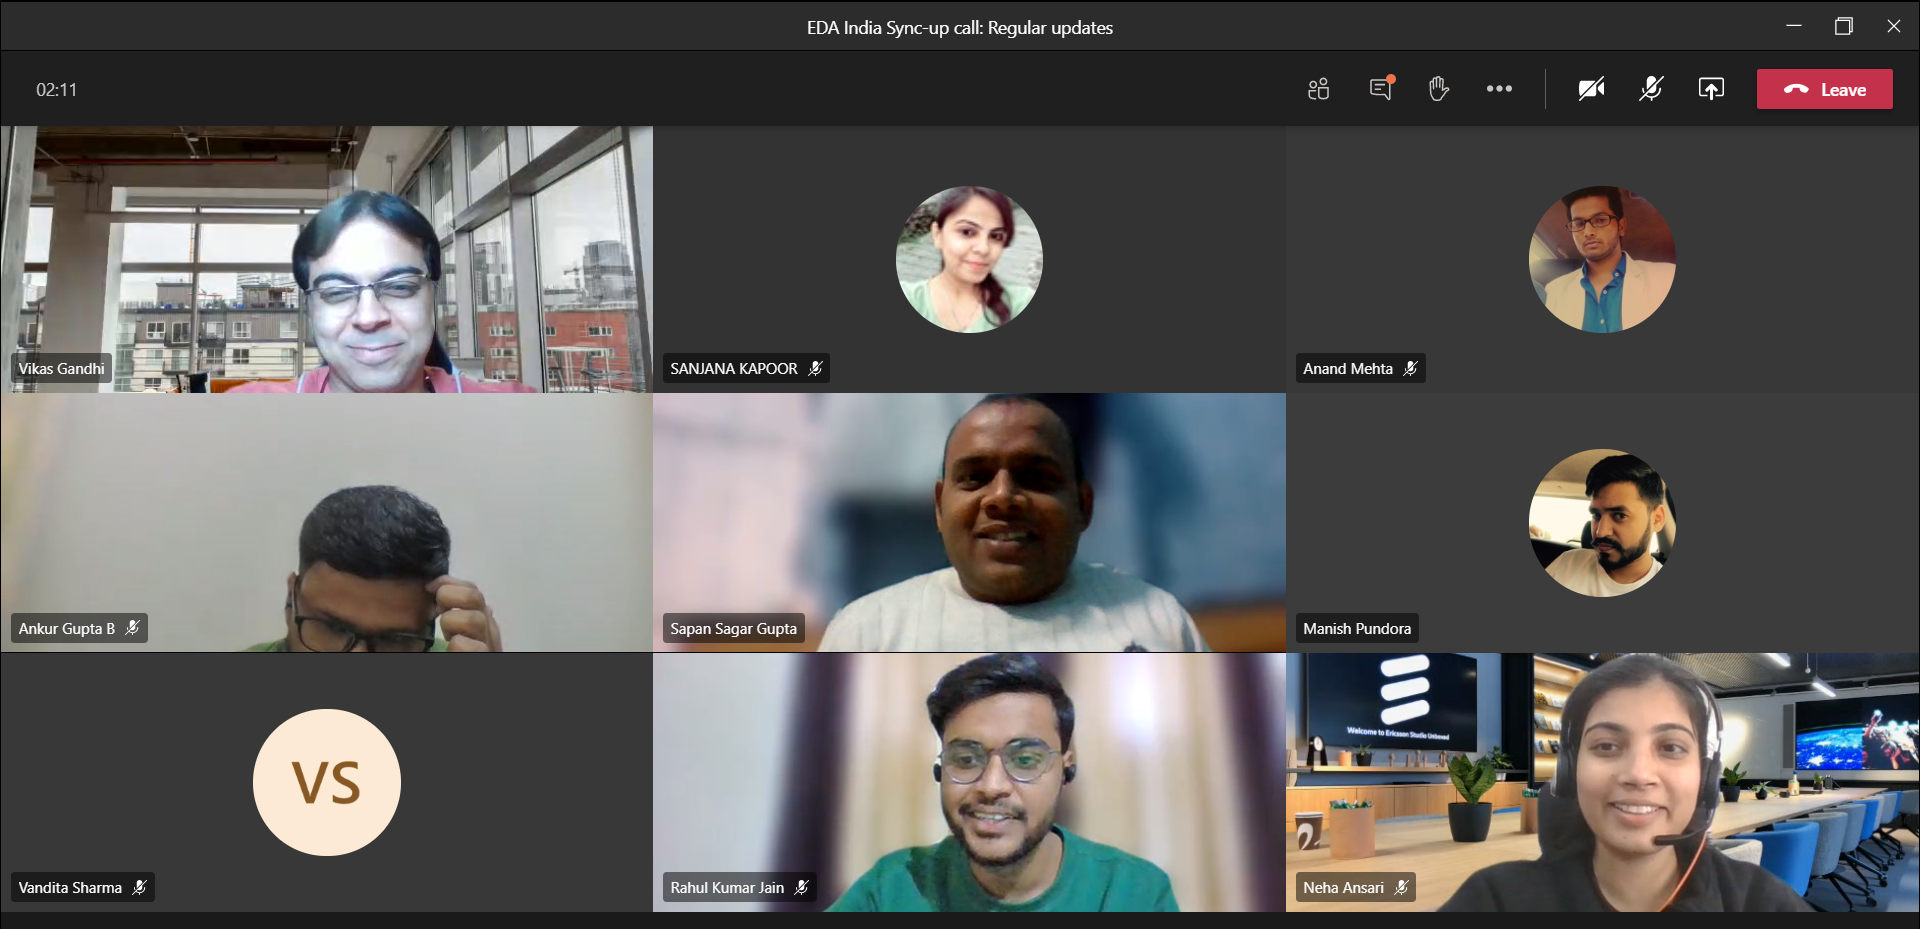 EDA India Sync-up call: Regular updates
02:11
Leave
Vikas Gandhi
SANJANA KAPOOR
Anand Mehta
Ankur Gupta B
Sapan Sagar Gupta
Manish Pundora
VS
Vandita Sharma
Rahul Kumar Jain
Welcome to Ericsson Studio Unboxed
Neha Ansari